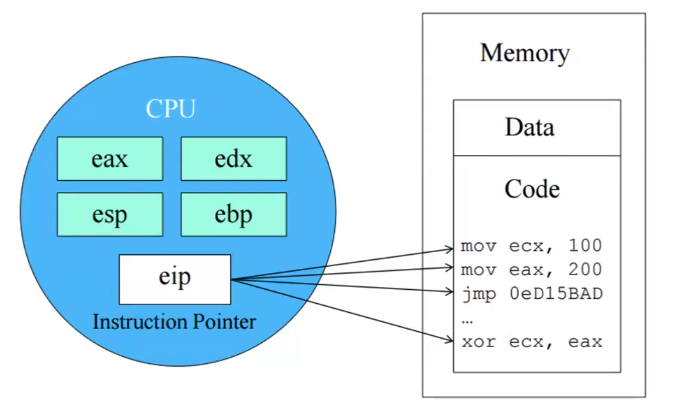 CPU
eax
edx
esp
ebp
eip
Instruction Pointer
Memory
Data
Code
mov ecx, 100
mov eax, 200
jmp 0eD15BAD
…
xor ecx, eax